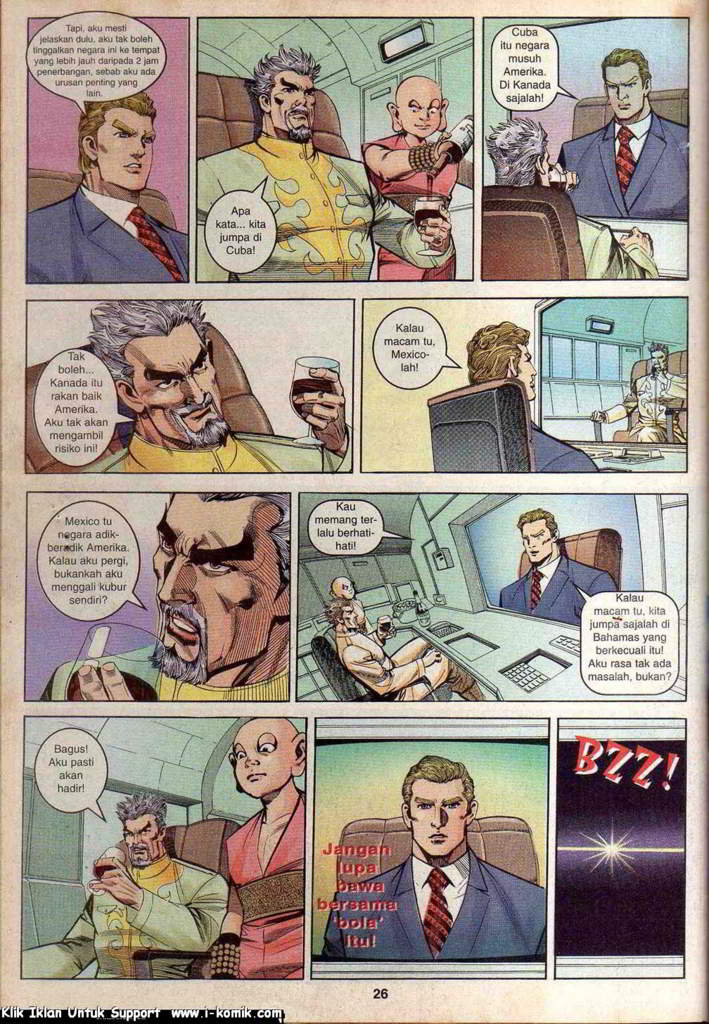 Tapi, aku mesti
jelaskan dulu, aku tak boleh
tinggalkan negara ini ke tempat
yang lebih jauh daripada 2 jam
penerbangan, sebab aku ada
urusan penting yang
lain.
Apa
kata... kita
jumpa di
Cuba!
Cuba
itu negara
musuh
Amerika.
Di Kanada
sajalah!
Tak
boleh...
Kanada itu
rakan baik
Amerika.
Aku tak akan
mengambil
risiko ini!
Kalau
macam tu,
Mexico-
lah!
Mexico tu
negara adik-
beradik Amerika.
Kalau aku pergi,
bukankah aku
menggali kubur
sendiri?
Kau
memang ter-
lalu berhati-
hati!
Kalau
macam tu, kita
jumpa sajalah di
Bahamas yang
berkecuali itu!
Aku rasa tak ada
masalah, bukan?
Bagus!
Aku pasti
akan
hadir!
Jangan
lupa
bawa
bersama
'bola'
itu!
BZZ!
26
Klik Iklan Untuk Support www.i-komik.com